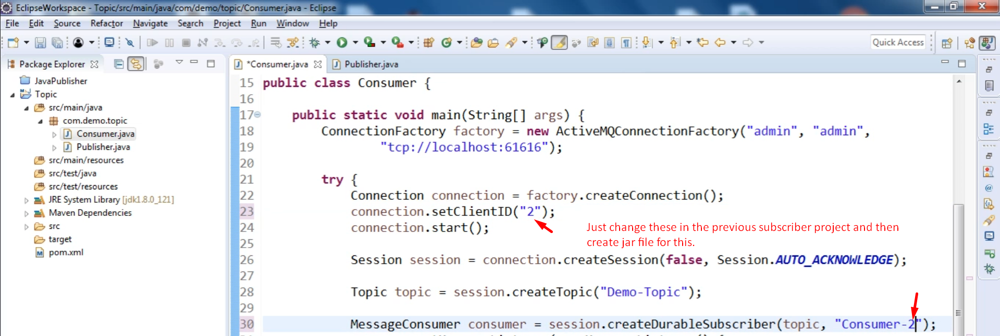 EclipseWorkspace - Topic/src/main/java/com/demo/topic/Consumer.java - Eclipse
File Edit Source Refactor Navigate Search Project Run Window Help
Quick Access
Package Explorer
*Consumer.java
Publisher.java
JavaPublisher
Topic
src/main/java
com.demo.topic
Consumer.java
Publisher.java
src/main/resources
src/test/java
src/test/resources
JRE System Library [jdk1.8.0_121]
Maven Dependencies
src
target
pom.xml
15 public class Consumer {
16
17 public static void main(String[] args) {
18 ConnectionFactory factory = new ActiveMQConnectionFactory("admin", "admin",
19 "tcp://localhost:61616");
20
21 try {
22 Connection connection = factory.createConnection();
23 connection.setClientID("2");
24 connection.start();
Just change these in the previous subscriber project and then
create jar file for this.
25
26 Session session = connection.createSession(false, Session.AUTO_ACKNOWLEDGE);
27
28 Topic topic = session.createTopic("Demo-Topic");
29
30 MessageConsumer consumer = session.createDurableSubscriber(topic, "Consumer-2");